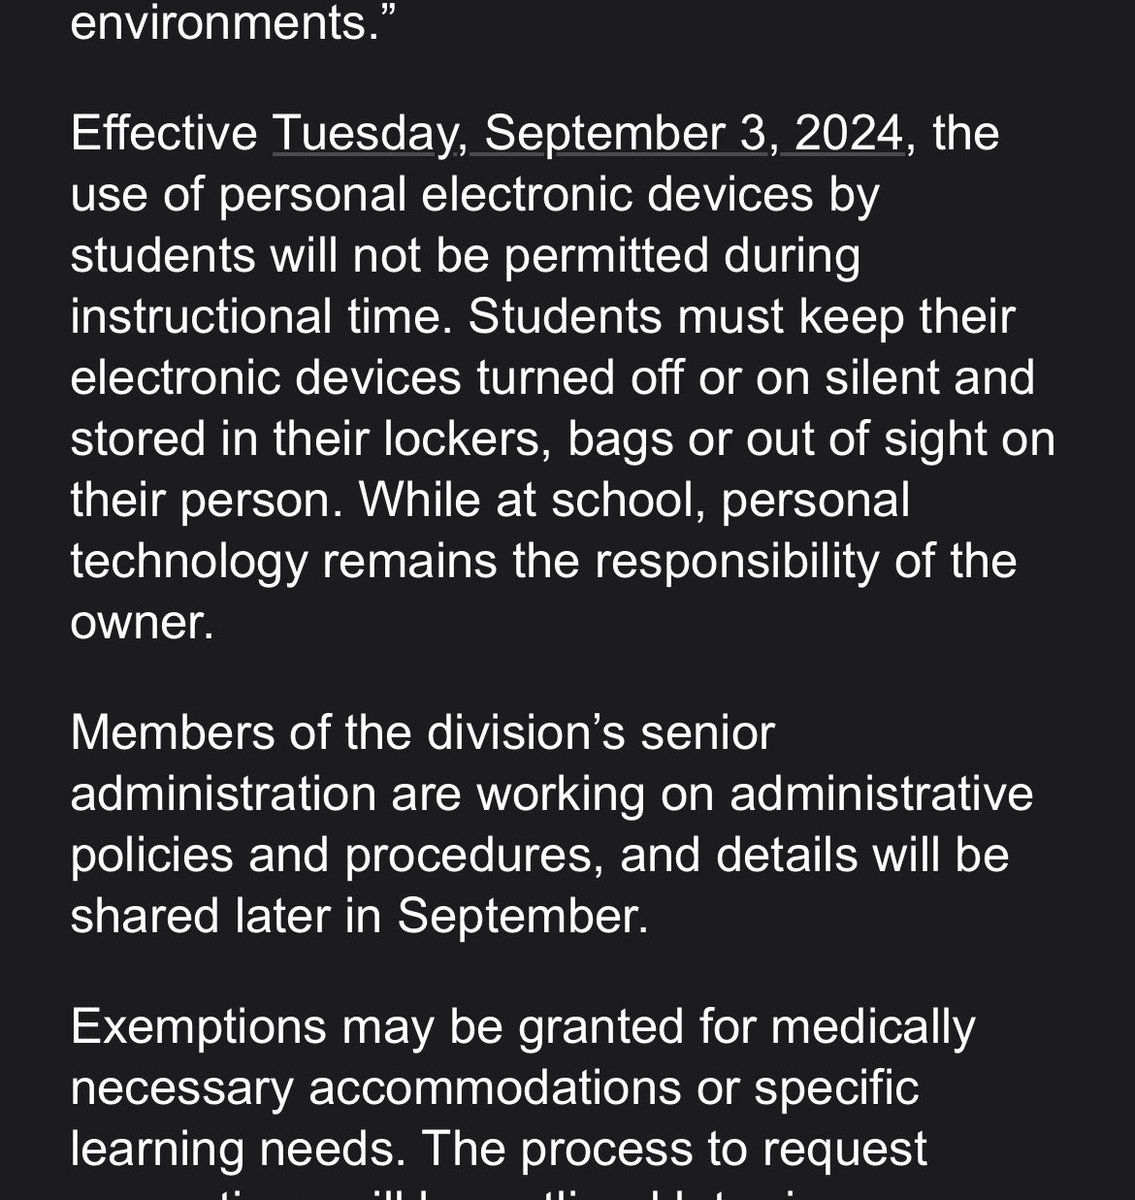 environments.”
Effective Tuesday, September 3, 2024, the
use of personal electronic devices by
students will not be permitted during
instructional time. Students must keep their
electronic devices turned off or on silent and
stored in their lockers, bags or out of sight on
their person. While at school, personal
technology remains the responsibility of the
owner.
Members of the division’s senior
administration are working on administrative
policies and procedures, and details will be
shared later in September.
Exemptions may be granted for medically
necessary accommodations or specific
learning needs. The process to request